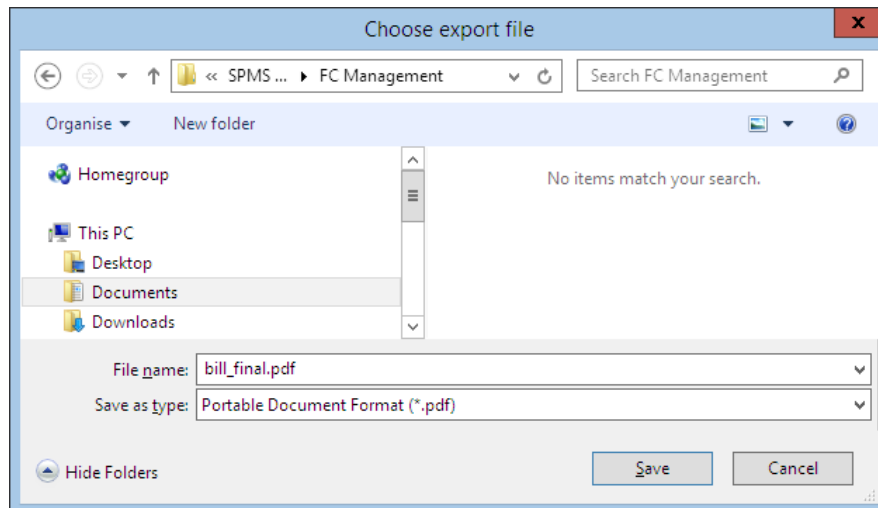 Choose export file
x
« SPMS ... FC Management
Search FC Management
Organise
New folder
?
Homegroup
No items match your search.
This PC
Desktop
Documents
Downloads
File name: bill_final.pdf
Save as type: Portable Document Format (*.pdf)
Hide Folders
Save
Cancel